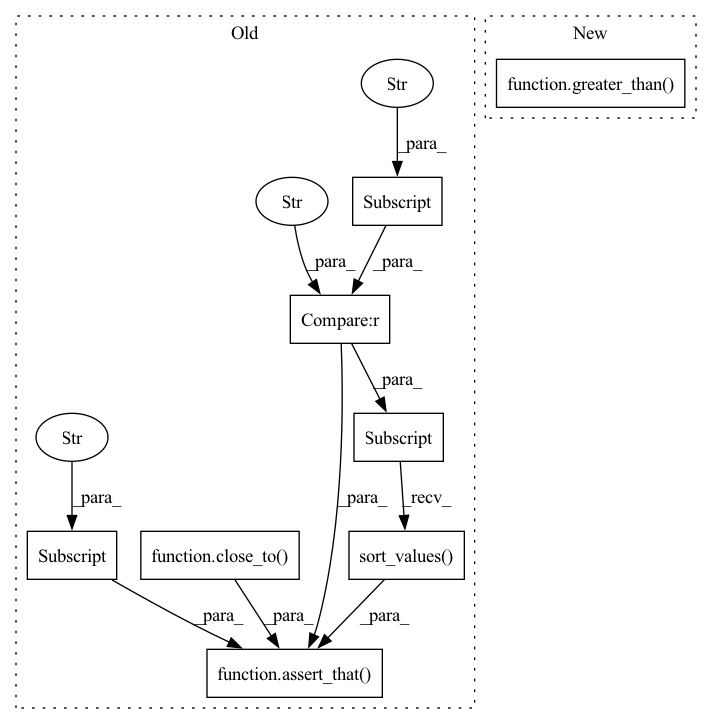 Old
New
Str
function.greater_than()
_para_
Str
Subscript
_para_
_para_
Compare:r
_para_
Str
Subscript
_para_
_para_
_recv_
Subscript
function.close_to()
sort_values()
_para_
_para_
_para_
function.assert_that()